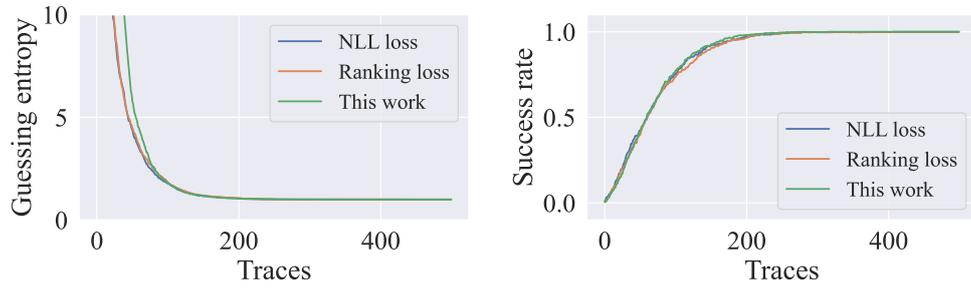 Guessing entropy
10
5
0
0
200
400
Traces
NLL loss
Ranking loss
This work
Success rate
1.0
0.5
0.0
0
200
400
Traces
NLL loss
Ranking loss
This work